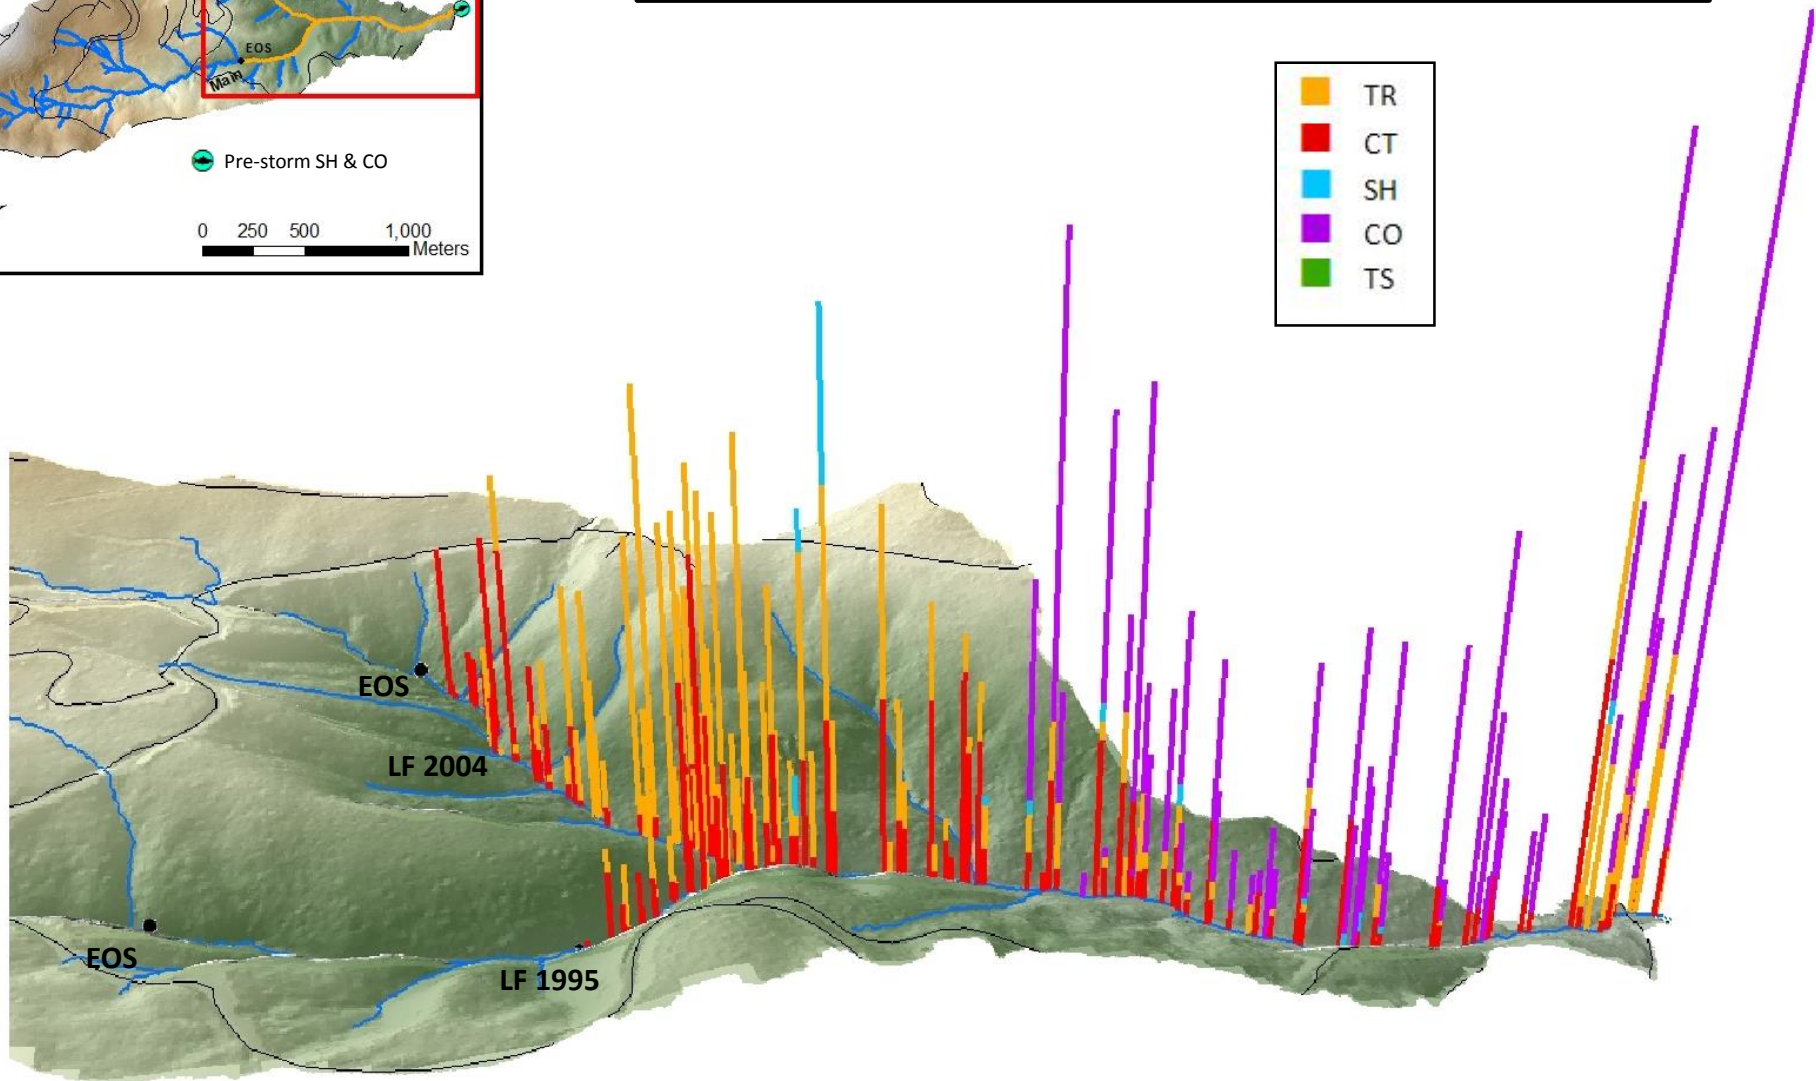 EOS
Main
Pre-storm SH & CO
0 250 500 1,000
Meters
TR
CT
SH
CO
TS
EOS
LF 2004
EOS
LF 1995